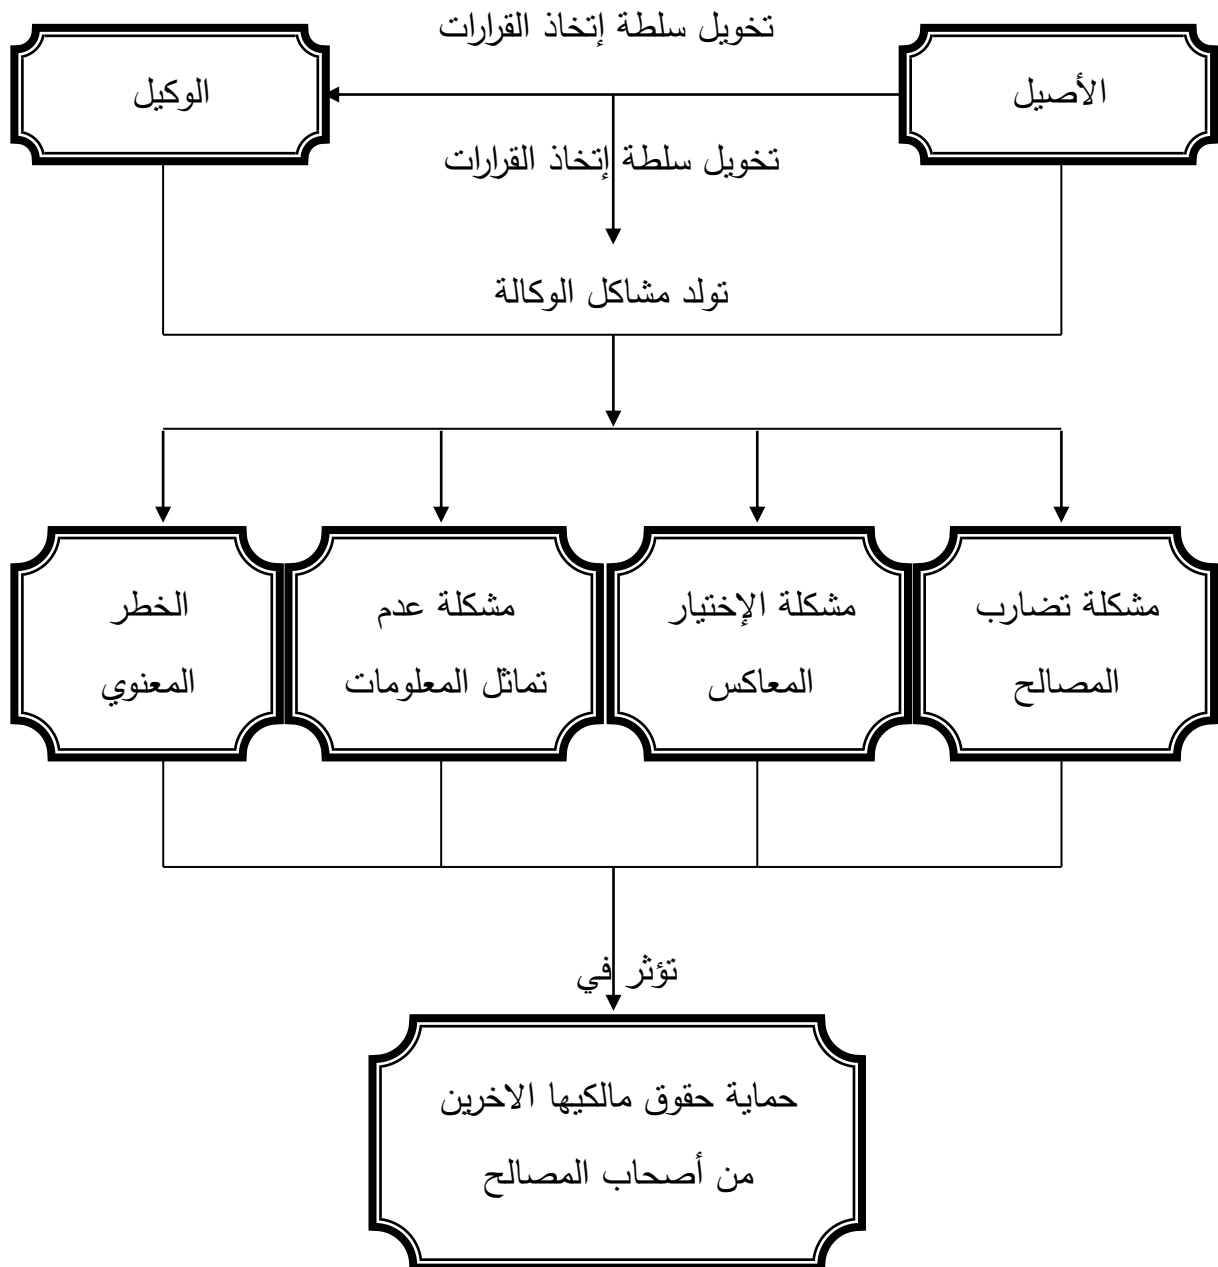 تخويل سلطة إتخاذ القرارات
الأصيل
الوكيل
تخويل سلطة إتخاذ القرارات
تولد مشاكل الوكالة
مشكلة تضارب
المصالح
مشكلة الإختيار
المعاكس
مشكلة عدم
تماثل المعلومات
الخطر
المعنوي
تؤثر في
حماية حقوق مالكيها الاخرين
من أصحاب المصالح